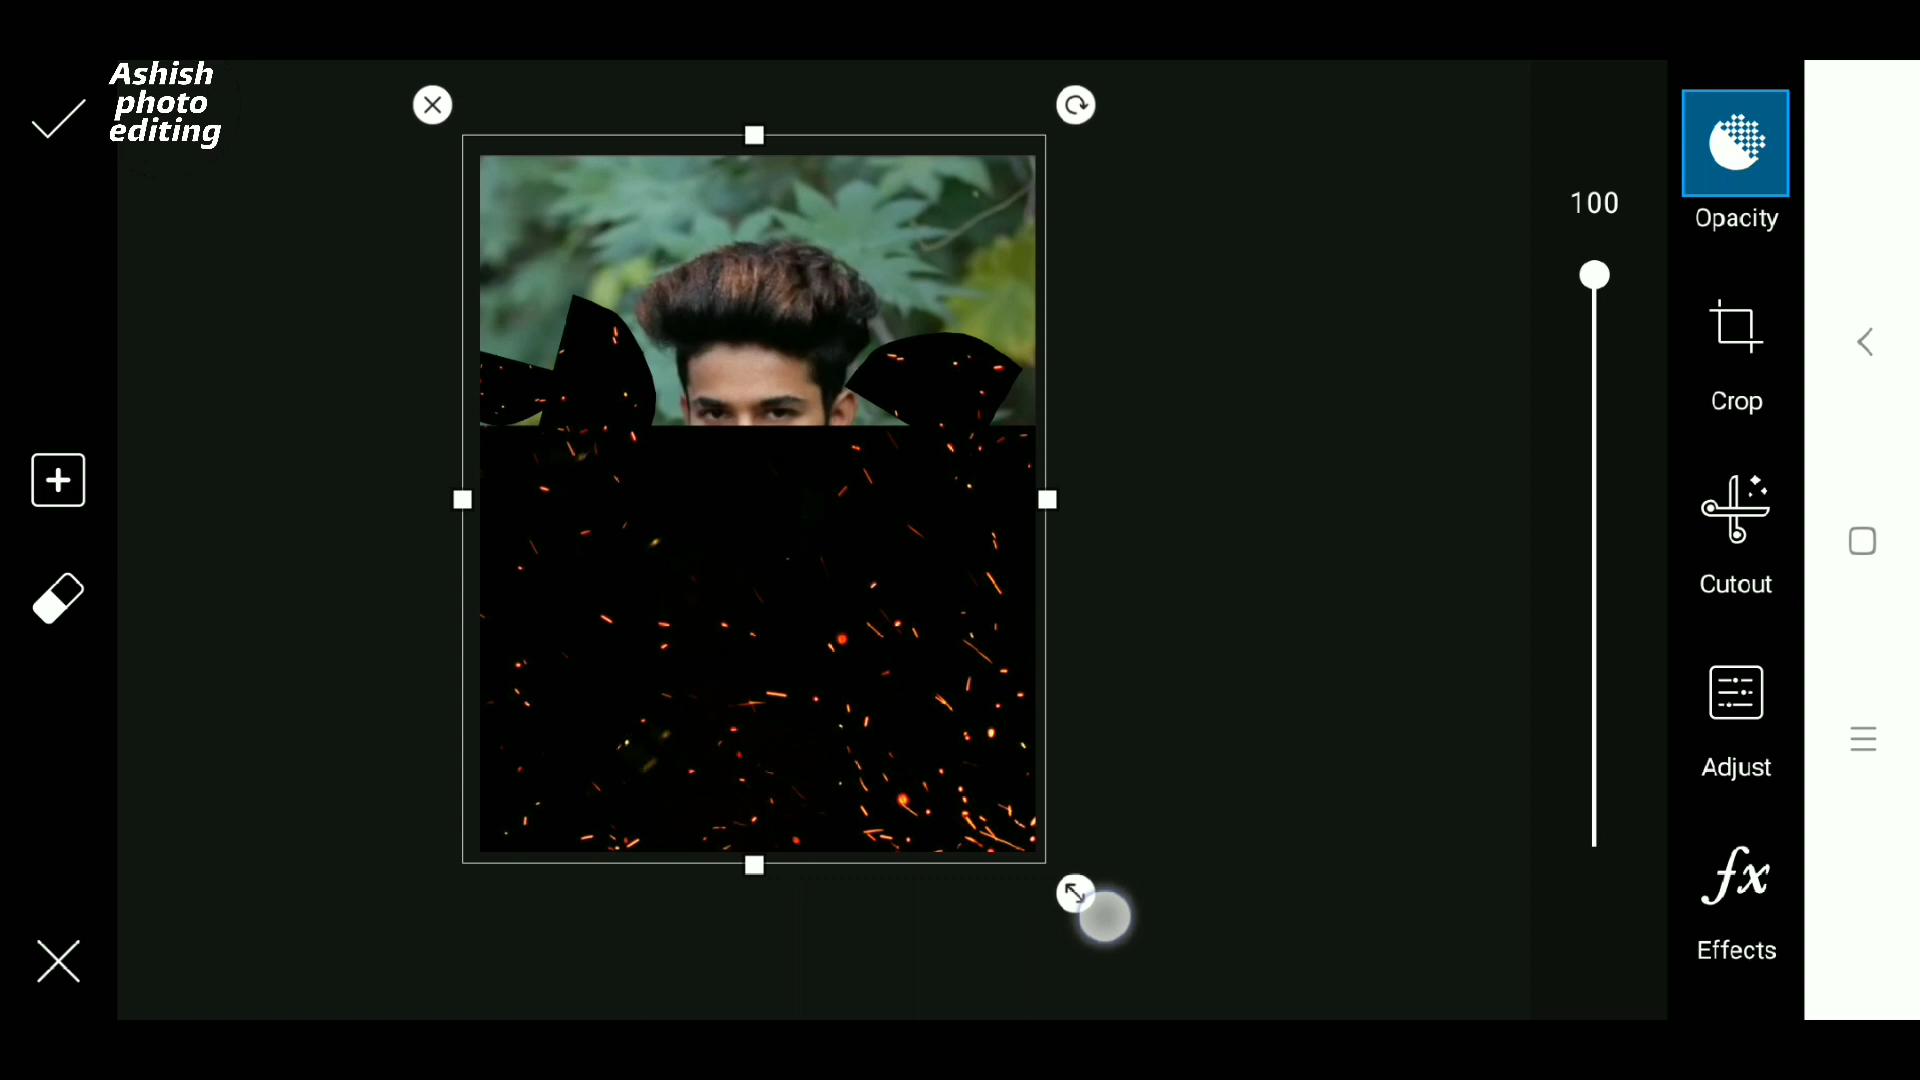 Ashish
photo
editing
100
Opacity
Crop
Cutout
Adjust
fx
Effects